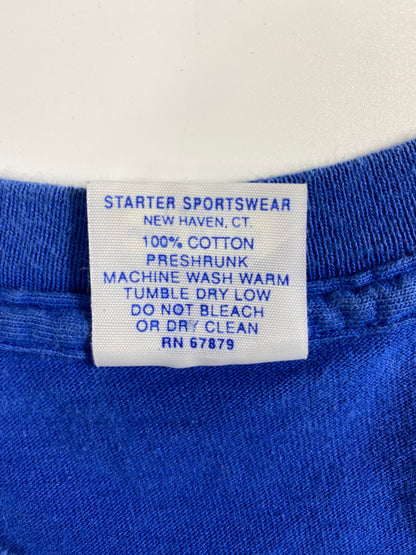 STARTER SPORTSWEAR
NEW HAVEN, CT.
100% COTTON
PRESHRUNK
MACHINE WASH WARM
TUMBLE DRY LOW
DO NOT BLEACH
OR DRY CLEAN
RN 67879